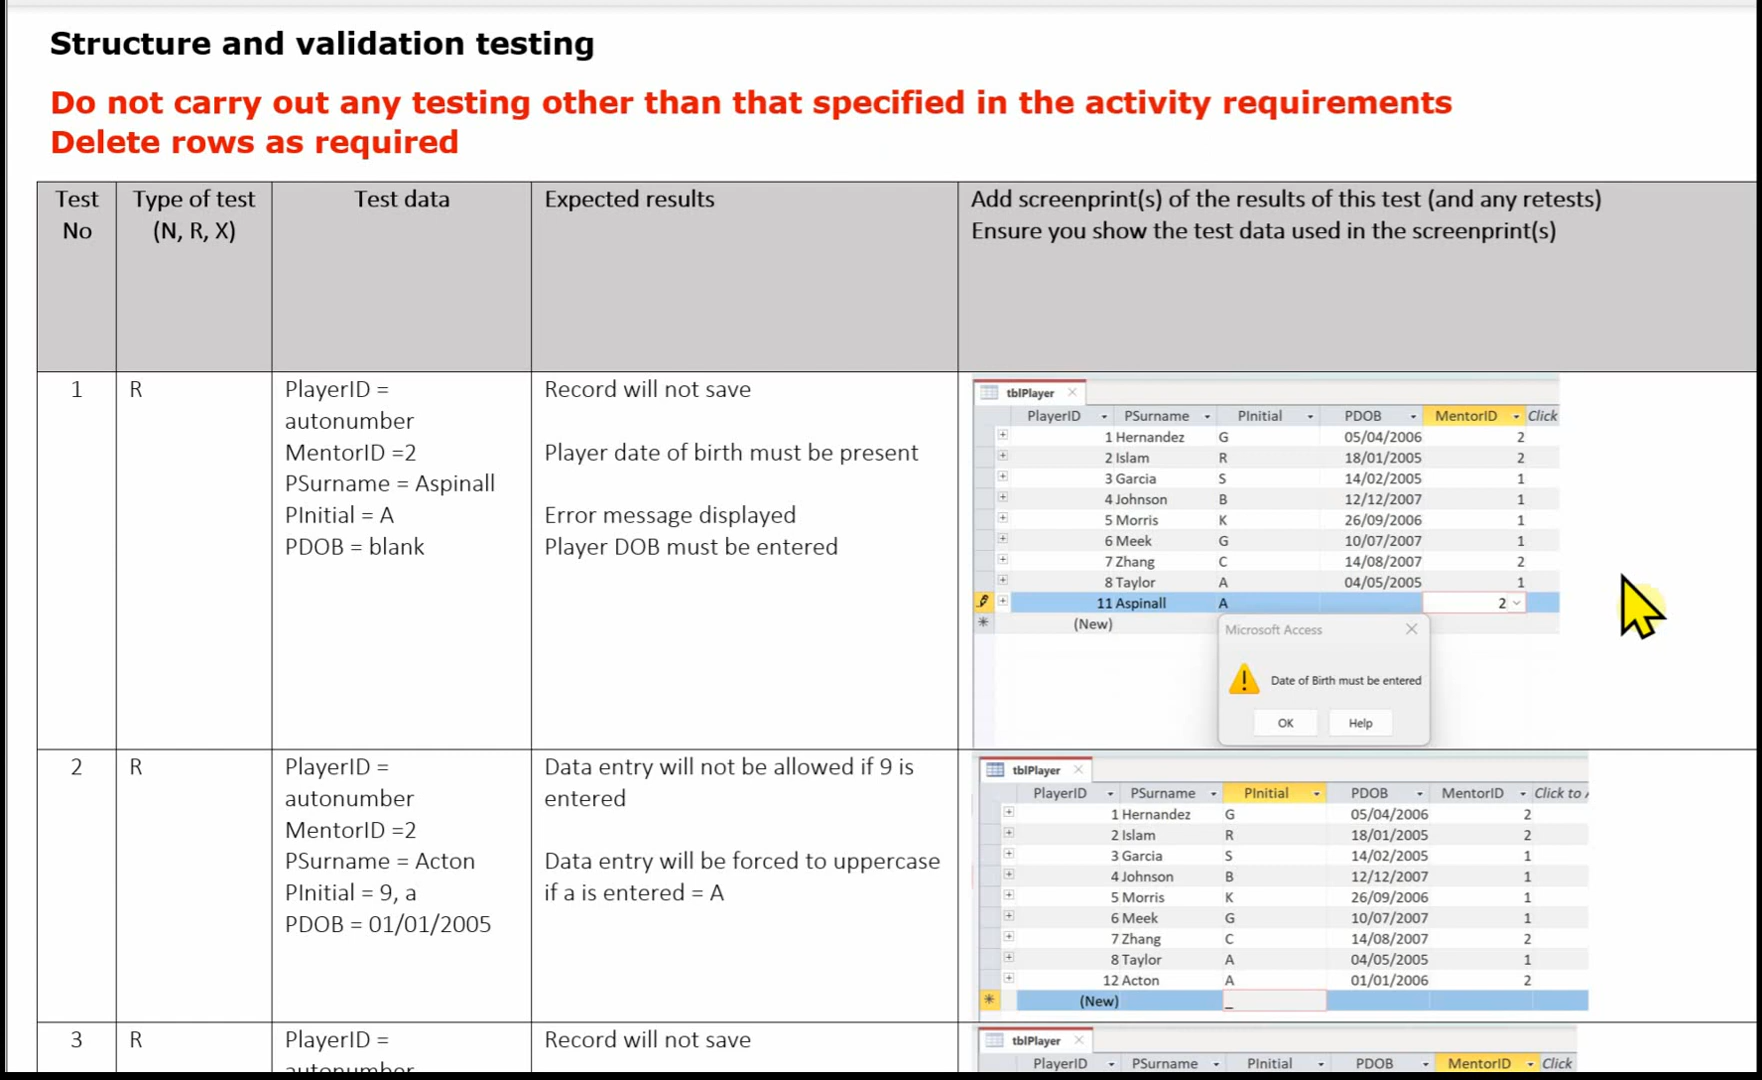 Structure and validation testing
Do not carry out any testing other than that specified in the activity requirements
Delete rows as required
Test No
Type of test (N, R, X)
Test data
Expected results
Add screenprint(s) of the results of this test (and any retests)
Ensure you show the test data used in the screenprint(s)
1
R
PlayerID =
autonumber
MentorID =2
PSurname = Aspinall
PInitial = A
PDOB = blank
Record will not save
Player date of birth must be present
Error message displayed
Player DOB must be entered
tblPlayer
PlayerID PSurname PInitial PDOB MentorID Click
1 Hernandez G 05/04/2006 2
2 Islam R 18/01/2005 2
3 Garcia S 14/02/2005 1
4 Johnson B 12/12/2007 1
5 Morris K 26/09/2006 1
6 Meek G 10/07/2007 1
7 Zhang C 14/08/2007 2
8 Taylor A 04/05/2005 1
11 Aspinall A 2
(New)
Microsoft Access
Date of Birth must be entered
OK Help
2
R
PlayerID =
autonumber
MentorID =2
PSurname = Acton
PInitial = 9, a
PDOB = 01/01/2005
Data entry will not be allowed if 9 is
entered
Data entry will be forced to uppercase
if a is entered = A
tblPlayer
PlayerID PSurname PInitial PDOB MentorID Click to
1 Hernandez G 05/04/2006 2
2 Islam R 18/01/2005 2
3 Garcia S 14/02/2005 1
4 Johnson B 12/12/2007 1
5 Morris K 26/09/2006 1
6 Meek G 10/07/2007 1
7 Zhang C 14/08/2007 2
8 Taylor A 04/05/2005 1
12 Acton A 01/01/2006 2
(New) _
3
R
PlayerID =
autonumber
Record will not save
tblPlayer
PlayerID PSurname PInitial PDOB MentorID Click